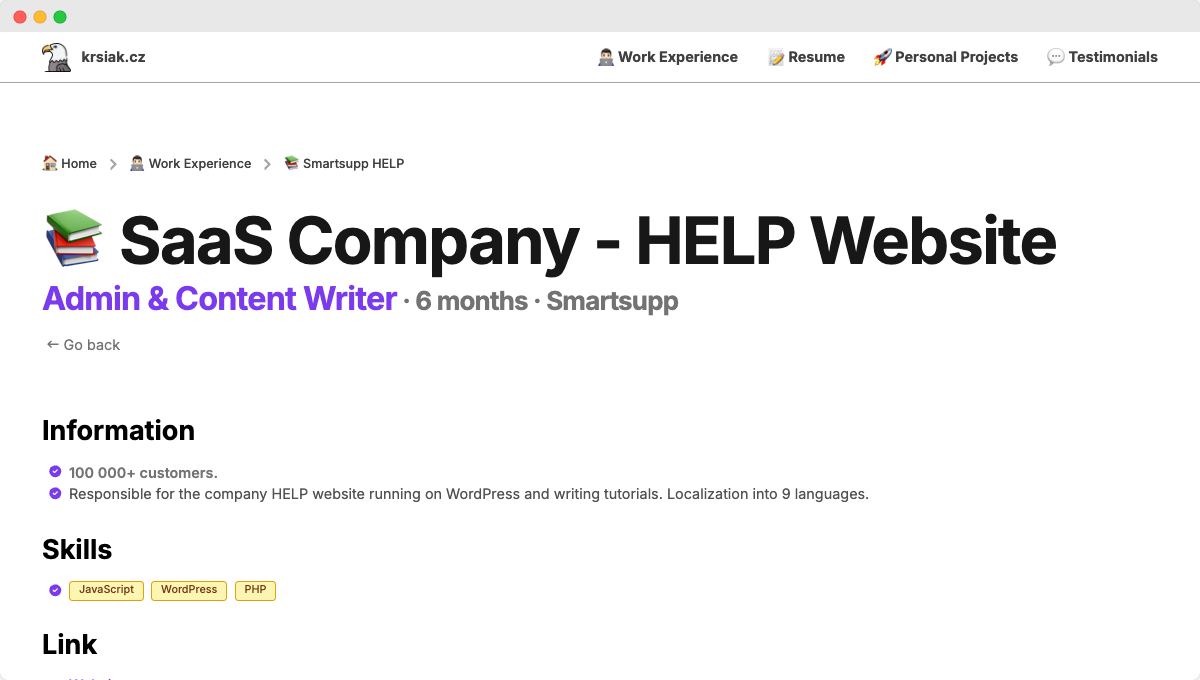 krsiak.cz
Work Experience Resume Personal Projects Testimonials
Home Work Experience Smartsupp HELP
SaaS Company - HELP Website
Admin & Content Writer · 6 months · Smartsupp
← Go back
Information
100 000+ customers.
Responsible for the company HELP website running on WordPress and writing tutorials. Localization into 9 languages.
Skills
JavaScript WordPress PHP
Link